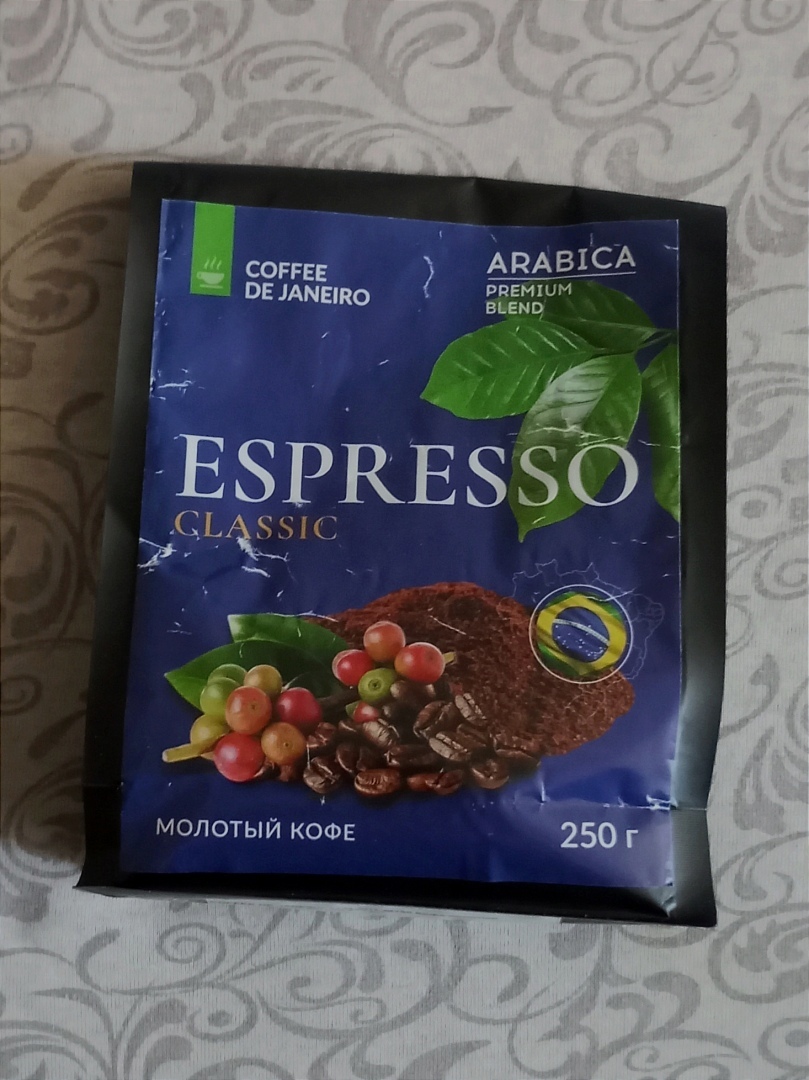 COFFEE
DE JANEIRO
ARABICA
PREMIUM
BLEND
ESPRESSO
CLASSIC
МОЛОТЫЙ КОФЕ
250 г